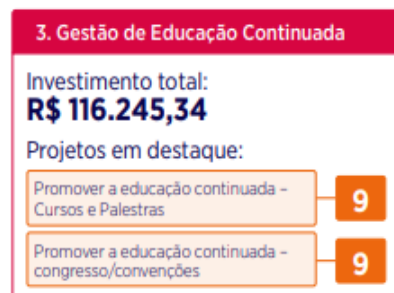 3. Gestão de Educação Continuada
Investimento total:
R$ 116.245,34
Projetos em destaque:
Promover a educação continuada –
Cursos e Palestras
9
Promover a educação continuada –
congresso/convenções
9